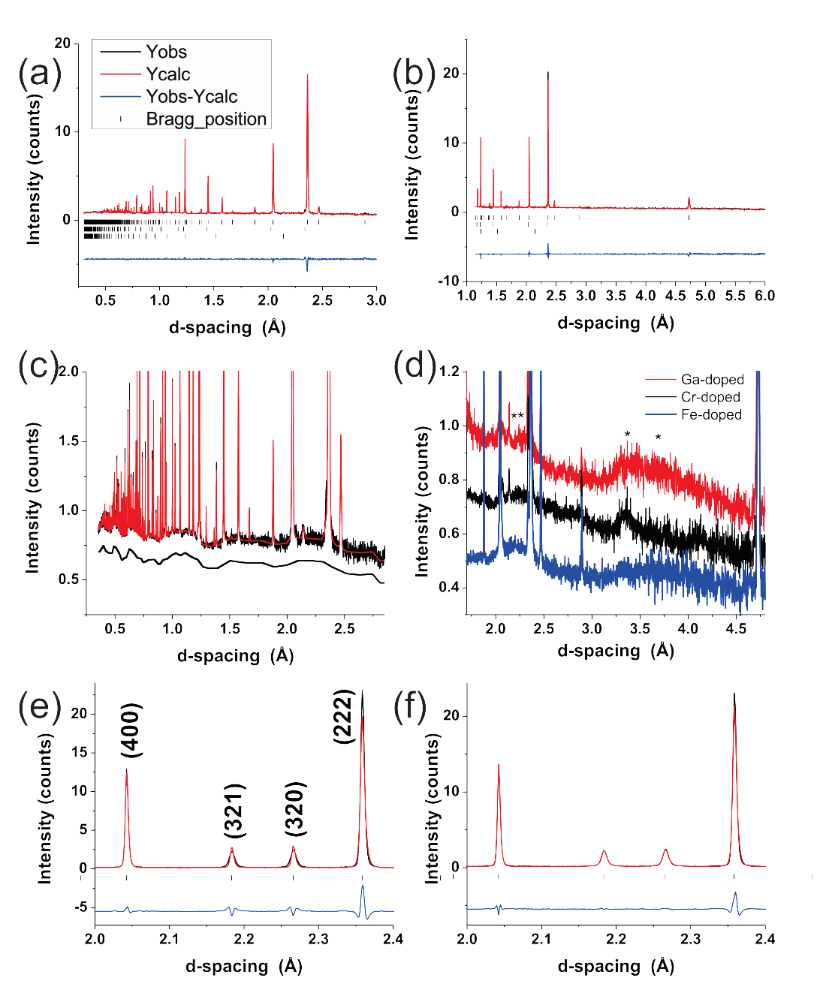 (a)
Yobs
Ycalc
Yobs-Ycalc
Bragg_position
20
10
0
Intensity (counts)
0.5 1.0 1.5 2.0 2.5 3.0
d-spacing (Å)
(b)
20
10
0
-10
Intensity (counts)
1.0 1.5 2.0 2.5 3.0 3.5 4.0 4.5 5.0 5.5 6.0
d-spacing (Å)
(c)
2.0
1.5
1.0
0.5
Intensity (counts)
0.5 1.0 1.5 2.0 2.5
d-spacing (Å)
(d)
Ga-doped
Cr-doped
Fe-doped
**
*
*
1.2
1.0
0.8
0.6
0.4
Intensity (counts)
2.0 2.5 3.0 3.5 4.0 4.5
d-spacing (Å)
(e)
(400)
(321)
(320)
(222)
20
15
10
5
0
-5
Intensity (counts)
2.0 2.1 2.2 2.3 2.4
d-spacing (Å)
(f)
20
15
10
5
0
-5
Intensity (counts)
2.0 2.1 2.2 2.3 2.4
d-spacing (Å)